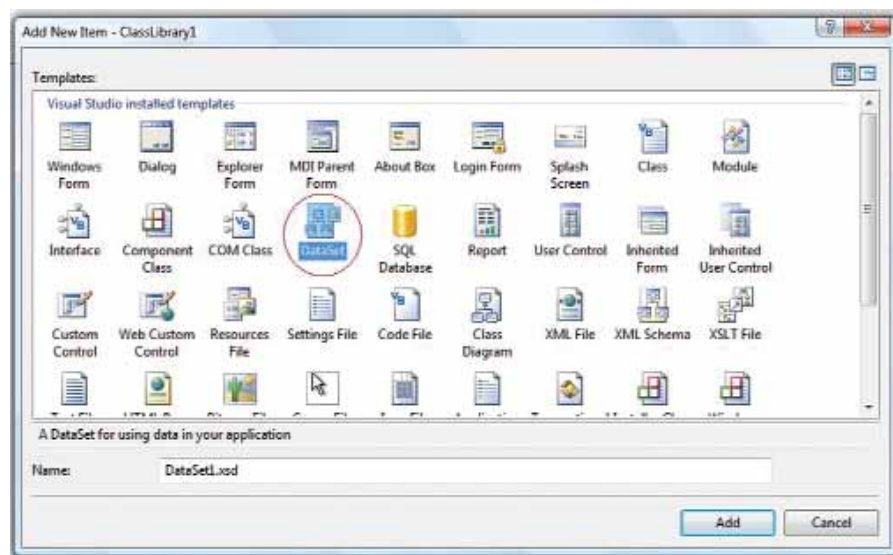 Add New Item - ClassLibrary1
Templates:
Visual Studio installed templates
Windows Form
Dialog
Explorer Form
MDI Parent Form
About Box
Login Form
Splash Screen
Class
Module
Interface
Component Class
COM Class
DataSet
SQL Database
Report
User Control
Inherited Form
Inherited User Control
Custom Control
Web Custom Control
Resources File
Settings File
Code File
Class Diagram
XML File
XML Schema
XSLT File
A DataSet for using data in your application
Name:
DataSet1.xsd
Add
Cancel